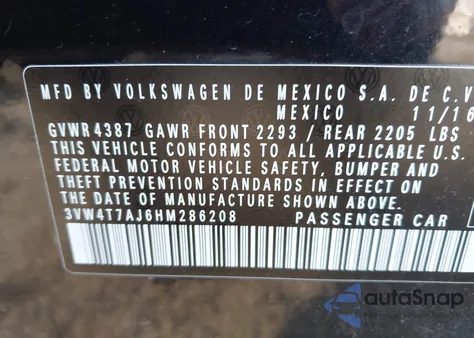 MFD BY VOLKSWAGEN DE MEXICO S.A. DE C.V
MEXICO 11/16
GVWR 4387 GAWR FRONT 2293 / REAR 2205 LBS
THIS VEHICLE CONFORMS TO ALL APPLICABLE U.S.
FEDERAL MOTOR VEHICLE SAFETY, BUMPER AND
THEFT PREVENTION STANDARDS IN EFFECT ON
THE DATE OF MANUFACTURE SHOWN ABOVE.
3VW4T7AJ6HM286208 PASSENGER CAR
autaSnap